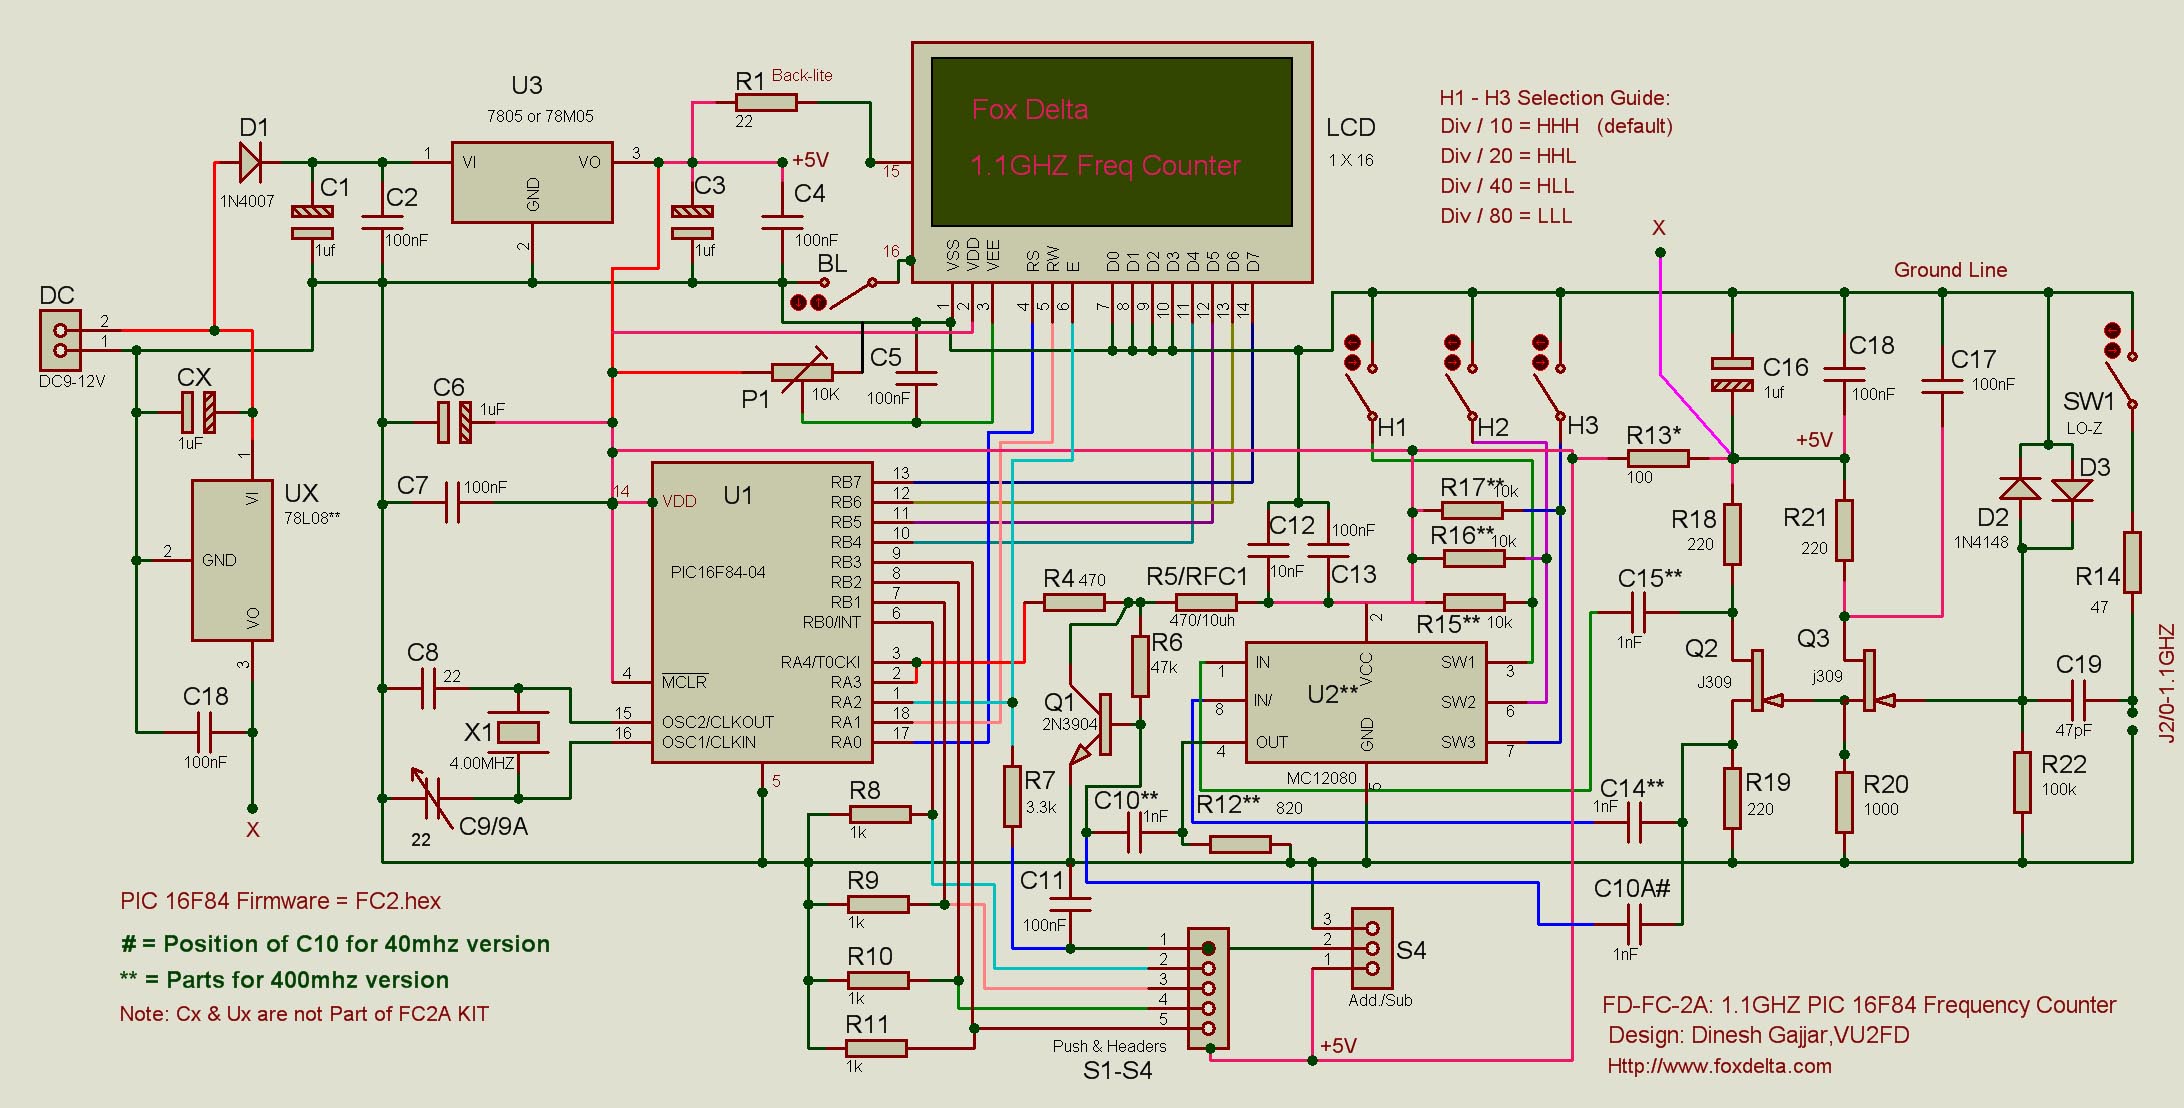 U3
7805 or 78M05
VI
VO
GND
1
3
2
D1
1N4007
C1
1uf
C2
100nF
R1
Back-lite
22
+5V
C3
1uf
C4
100nF
BL
15
16
Fox Delta
1.1GHZ Freq Counter
LCD
1 X 16
VSS
VDD
VEE
RS
RW
E
D0
D1
D2
D3
D4
D5
D6
D7
1
2
3
4
5
6
7
8
9
10
11
12
13
14
H1 - H3 Selection Guide:
Div / 10 = HHH (default)
Div / 20 = HHL
Div / 40 = HLL
Div / 80 = LLL
X
Ground Line
DC
2
1
DC9-12V
CX
1uF
1
VI
UX
78L08**
2
GND
VO
3
C18
100nF
X
C6
1uF
C7
100nF
P1
10K
C5
100nF
C8
22
X1
4.00MHZ
C9/9A
22
U1
PIC16F84-04
14
VDD
4
MCLR
15
OSC2/CLKOUT
16
OSC1/CLKIN
5
RB7
13
RB6
12
RB5
11
RB4
10
RB3
9
RB2
8
RB1
7
RB0/INT
6
RA4/T0CKI
3
RA3
2
RA2
1
RA1
18
RA0
17
H1
H2
H3
R13*
100
C16
1uf
C18
100nF
C17
100nF
+5V
SW1
LO-Z
D2
1N4148
D3
R14
47
R17**
10k
R16**
10k
R15**
10k
C12
10nF
100nF
C13
R4
470
R5/RFC1
470/10uh
R6
47k
Q1
2N3904
R7
3.3k
C10**
1nF
R12**
820
U2**
MC12080
IN
1
IN/
8
OUT
4
VCC
2
GND
5
SW1
3
SW2
6
SW3
7
R18
220
R21
220
C15**
1nF
Q2
J309
Q3
j309
C19
47pF
J2/0-1.1GHZ
R22
100k
R19
220
R20
1000
C14**
1nF
C10A#
1nF
R8
1k
R9
1k
R10
1k
R11
1k
C11
100nF
1
2
3
4
5
Push & Headers
S1-S4
3
2
1
S4
Add./Sub
+5V
PIC 16F84 Firmware = FC2.hex
# = Position of C10 for 40mhz version
** = Parts for 400mhz version
Note: Cx & Ux are not Part of FC2A KIT
FD-FC-2A: 1.1GHZ PIC 16F84 Frequency Counter
Design: Dinesh Gajjar,VU2FD
Http://www.foxdelta.com